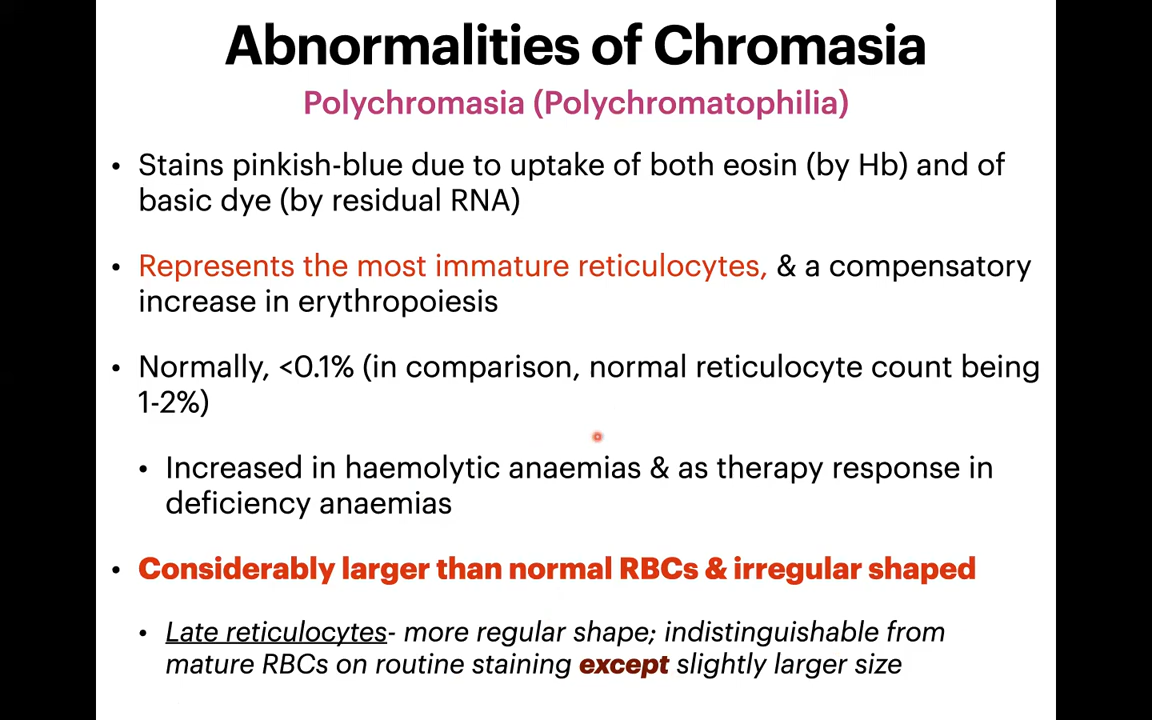 Abnormalities of Chromasia
Polychromasia (Polychromatophilia)
• Stains pinkish-blue due to uptake of both eosin (by Hb) and of
basic dye (by residual RNA)
• Represents the most immature reticulocytes, & a compensatory
increase in erythropoiesis
• Normally, <0.1% (in comparison, normal reticulocyte count being
1-2%)
• Increased in haemolytic anaemias & as therapy response in
deficiency anaemias
• Considerably larger than normal RBCs & irregular shaped
• Late reticulocytes- more regular shape; indistinguishable from
mature RBCs on routine staining except slightly larger size